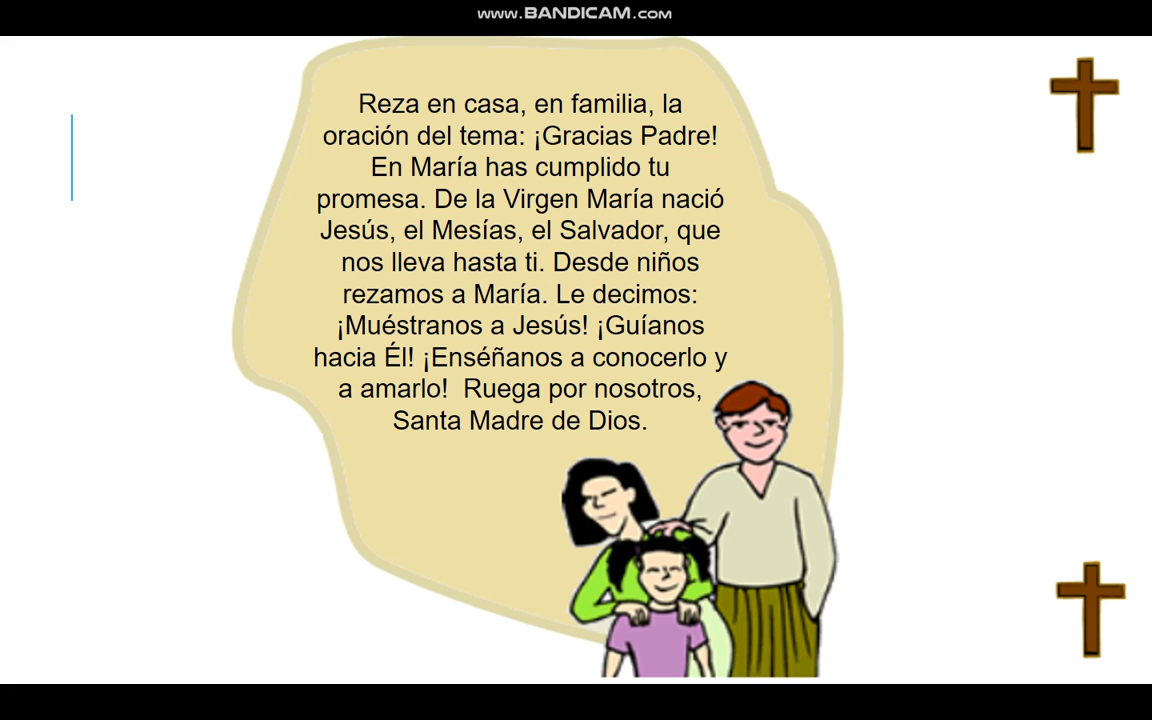 www.BANDICAM.com
Reza en casa, en familia, la
oración del tema: ¡Gracias Padre!
En María has cumplido tu
promesa. De la Virgen María nació
Jesús, el Mesías, el Salvador, que
nos lleva hasta ti. Desde niños
rezamos a María. Le decimos:
¡Muéstranos a Jesús! ¡Guíanos
hacia Él! ¡Enséñanos a conocerlo y
a amarlo!  Ruega por nosotros,
Santa Madre de Dios.